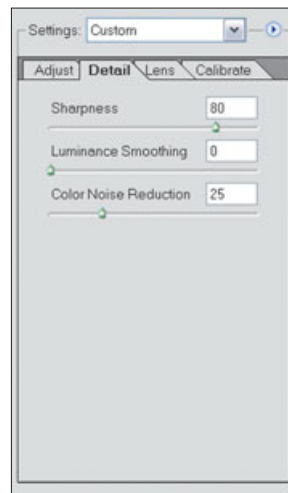 Settings: Custom
Adjust Detail Lens Calibrate
Sharpness 80
Luminance Smoothing 0
Color Noise Reduction 25